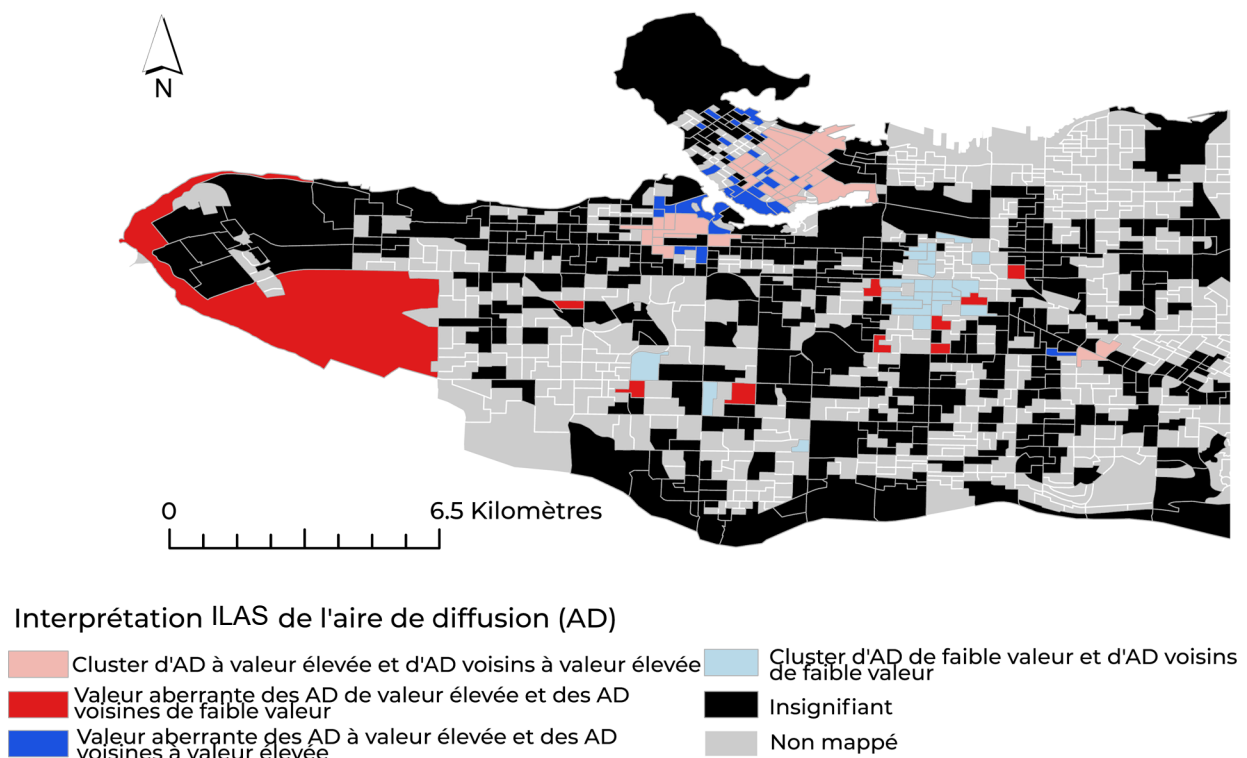 N
0
6.5 Kilomètres
Interprétation ILAS de l'aire de diffusion (AD)
Cluster d'AD à valeur élevée et d'AD voisins à valeur élevée
Valeur aberrante des AD de valeur élevée et des AD
voisines de faible valeur
Valeur aberrante des AD à valeur élevée et des AD
voisines à valeur élevée
Cluster d'AD de faible valeur et d'AD voisins
de faible valeur
Insignifiant
Non mappé